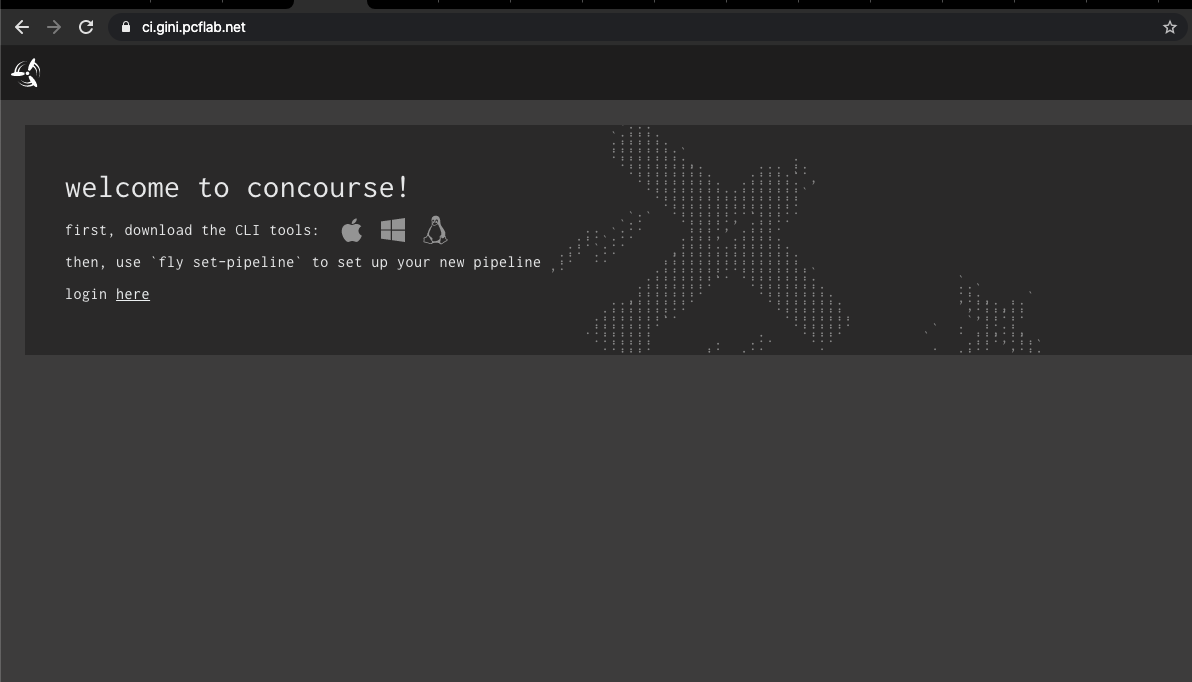 ci.gini.pcflab.net
welcome to concourse!
first, download the CLI tools:
then, use `fly set-pipeline` to set up your new pipeline
login here